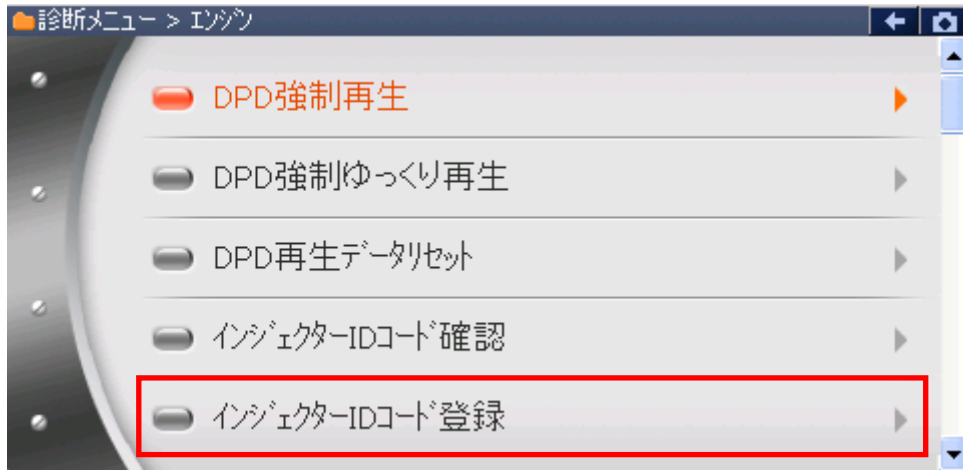 診断メニュー > エンジン
DPD強制再生
DPD強制ゆっくり再生
DPD再生データリセット
インジェクターIDコード確認
インジェクターIDコード登録